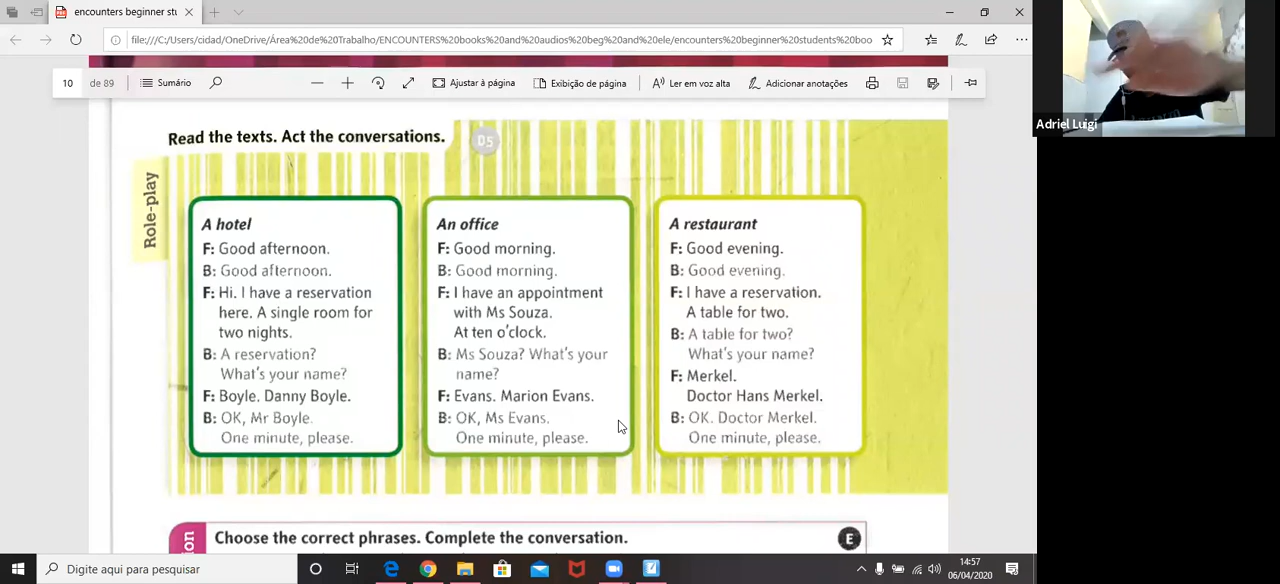 encounters beginner stu
file:///C:/Users/cidad/OneDrive/Área%20de%20Trabalho/ENCOUNTERS%20books%20and%20audios%20beg%20and%20ele/encounters%20beginner%20students%20boo
10 de 89
Sumário
Ajustar à página
Exibição de página
Ler em voz alta
Adicionar anotações
Adriel Luigi
Read the texts. Act the conversations.
D5
Role-play
A hotel
F: Good afternoon.
B: Good afternoon.
F: Hi. I have a reservation
here. A single room for
two nights.
B: A reservation?
What's your name?
F: Boyle. Danny Boyle.
B: OK, Mr Boyle.
One minute, please.
An office
F: Good morning.
B: Good morning.
F: I have an appointment
with Ms Souza.
At ten o'clock.
B: Ms Souza? What's your
name?
F: Evans. Marion Evans.
B: OK, Ms Evans.
One minute, please.
A restaurant
F: Good evening.
B: Good evening.
F: I have a reservation.
A table for two.
B: A table for two?
What's your name?
F: Merkel.
Doctor Hans Merkel.
B: OK. Doctor Merkel.
One minute, please.
Choose the correct phrases. Complete the conversation.
E
Digite aqui para pesquisar
14:57
06/04/2020